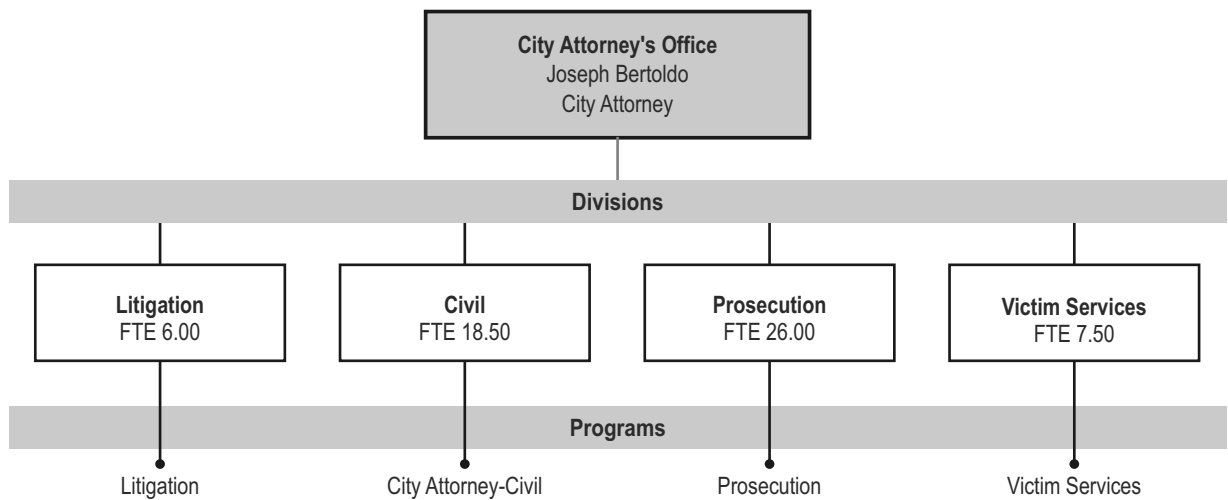 City Attorney's Office
Joseph Bertoldo
City Attorney
Divisions
Litigation
FTE 6.00
Civil
FTE 18.50
Prosecution
FTE 26.00
Victim Services
FTE 7.50
Programs
Litigation
City Attorney-Civil
Prosecution
Victim Services